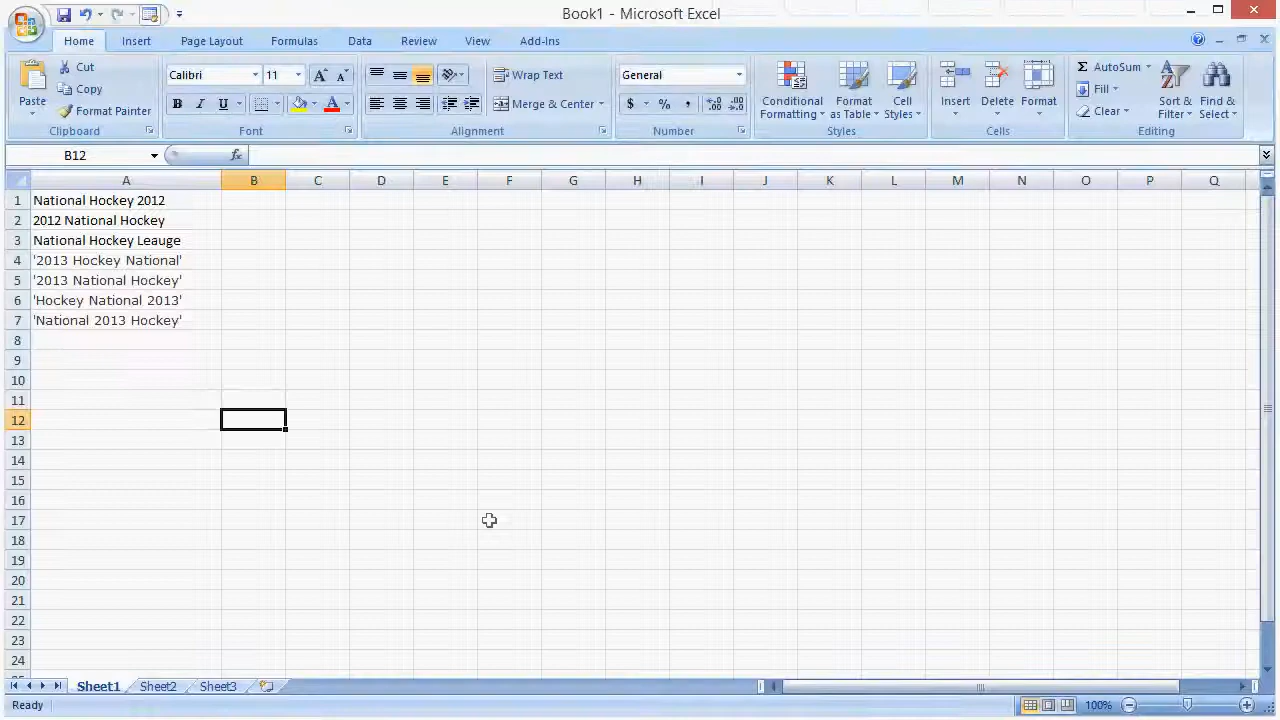 Book1 - Microsoft Excel
Home Insert Page Layout Formulas Data Review View Add-Ins
Cut
Calibri 11
Wrap Text
General
AutoSum
Copy
Fill
Paste
Format Painter
B I U
Merge & Center
$ % ,
Conditional Formatting
Format as Table
Cell Styles
Insert
Delete
Format
Clear
Sort & Filter
Find & Select
Clipboard Font Alignment Number Styles Cells Editing
B12 fx
A B C D E F G H I J K L M N O P Q
1 National Hockey 2012
2 2012 National Hockey
3 National Hockey Leauge
4 '2013 Hockey National'
5 '2013 National Hockey'
6 'Hockey National 2013'
7 'National 2013 Hockey'
8
9
10
11
12
13
14
15
16
17
18
19
20
21
22
23
24
Sheet1 Sheet2 Sheet3
Ready 100%